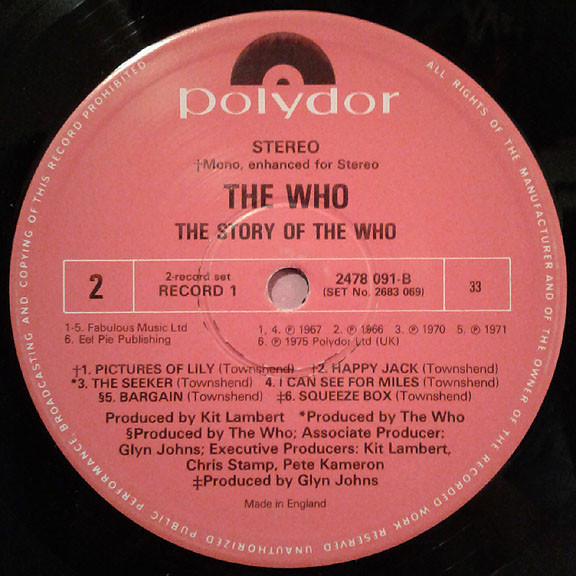 polydor
STEREO
†Mono, enhanced for Stereo
THE WHO
THE STORY OF THE WHO
2
2-record set
RECORD 1
2478 091-B
(SET No. 2683 069)
33
1-5. Fabulous Music Ltd
6. Eel Pie Publishing
1, 4. ℗ 1967 2. ℗ 1966 3. ℗ 1970 5. ℗ 1971
6. ℗ 1975 Polydor Ltd (UK)
†1. PICTURES OF LILY (Townshend) †2. HAPPY JACK (Townshend)
*3. THE SEEKER (Townshend) 4. I CAN SEE FOR MILES (Townshend)
§5. BARGAIN (Townshend) ‡6. SQUEEZE BOX (Townshend)
Produced by Kit Lambert *Produced by The Who
§Produced by The Who; Associate Producer:
Glyn Johns; Executive Producers: Kit Lambert,
Chris Stamp, Pete Kameron
‡Produced by Glyn Johns
Made in England
ALL RIGHTS OF THE MANUFACTURER AND OF THE OWNER OF THE RECORDED WORK RESERVED UNAUTHORIZED PUBLIC PERFORMANCE BROADCASTING AND COPYING OF THIS RECORD PROHIBITED